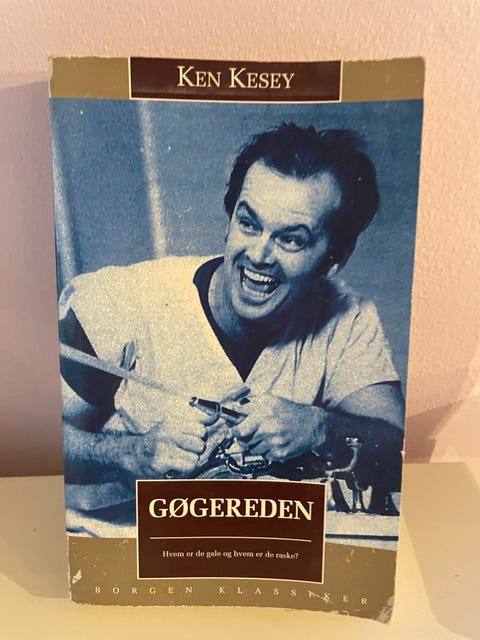 KEN KESEY
GØGEREDEN
Hvem er de gale og hvem er de raske?
BORGEN KLASSIKER